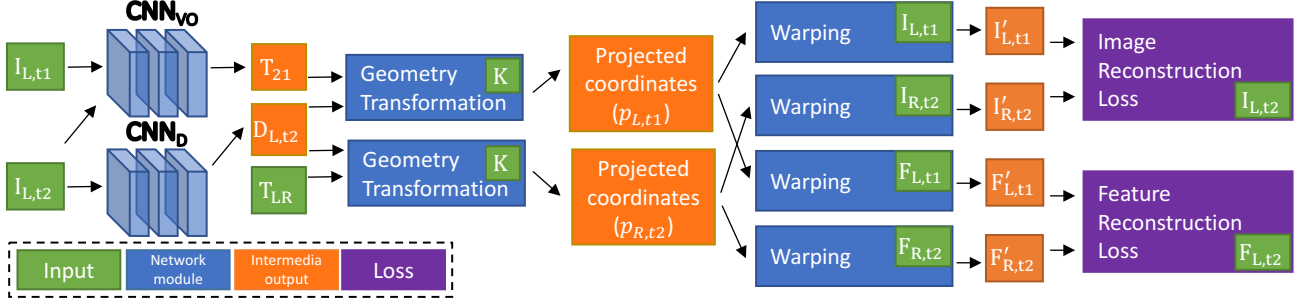 CNN_VO
I_L,t1
I_L,t2
CNN_D
T_21
D_L,t2
T_LR
Geometry
Transformation
K
Geometry
Transformation
K
Projected
coordinates
(p_L,t1)
Projected
coordinates
(p_R,t2)
Warping
I_L,t1
Warping
I_R,t2
Warping
F_L,t1
Warping
F_R,t2
I′_L,t1
I′_R,t2
F′_L,t1
F′_R,t2
Image
Reconstruction
Loss
I_L,t2
Feature
Reconstruction
Loss
F_L,t2
Input
Network
module
Intermedia
output
Loss